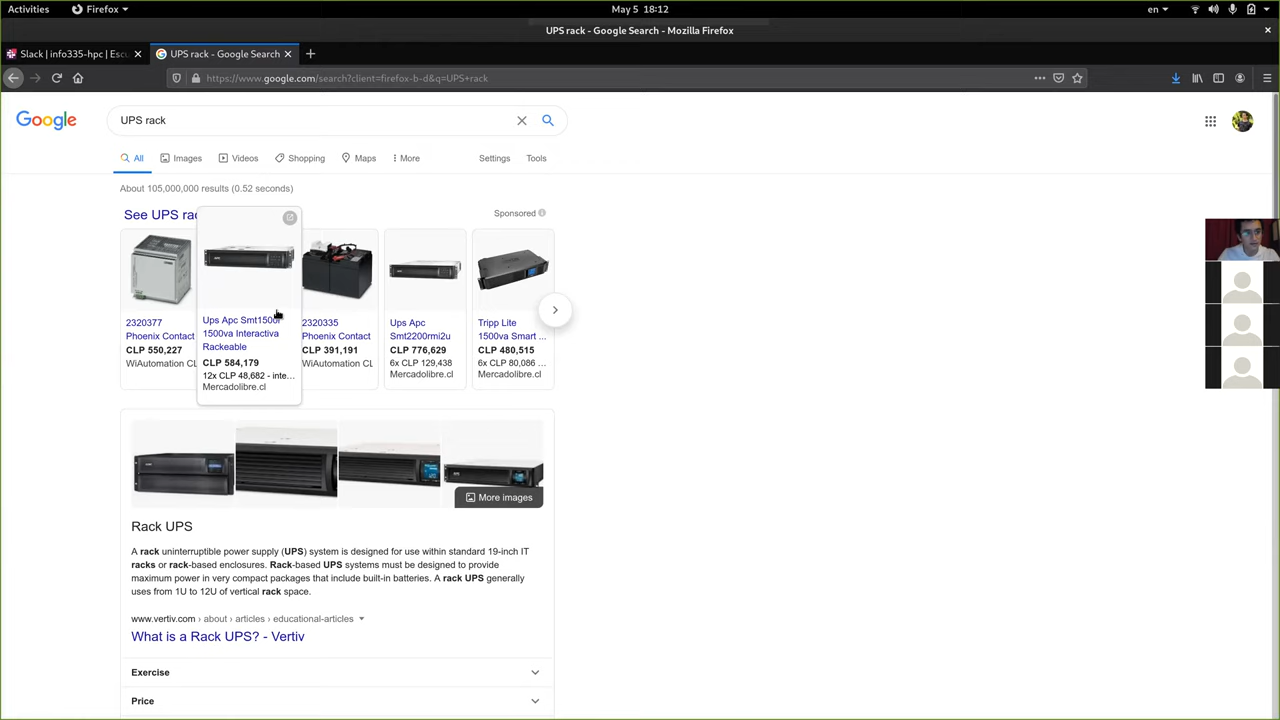 Activities
Firefox
May 5 18:12
en
UPS rack - Google Search - Mozilla Firefox
Slack | info335-hpc | Escu
UPS rack - Google Search
https://www.google.com/search?client=firefox-b-d&q=UPS+rack
Google
UPS rack
All
Images
Videos
Shopping
Maps
More
Settings
Tools
About 105,000,000 results (0.52 seconds)
See UPS rac
Sponsored
2320377
Phoenix Contact
CLP 550,227
WiAutomation CL
Ups Apc Smt1500r
1500va Interactiva
Rackeable
CLP 584,179
12x CLP 48,682 - inte...
Mercadolibre.cl
2320335
Phoenix Contact
CLP 391,191
WiAutomation CL
Ups Apc
Smt2200rmi2u
CLP 776,629
6x CLP 129,438
Mercadolibre.cl
Tripp Lite
1500va Smart ...
CLP 480,515
6x CLP 80,086 ...
Mercadolibre.cl
More images
Rack UPS
A rack uninterruptible power supply (UPS) system is designed for use within standard 19-inch IT
racks or rack-based enclosures. Rack-based UPS systems must be designed to provide
maximum power in very compact packages that include built-in batteries. A rack UPS generally
uses from 1U to 12U of vertical rack space.
www.vertiv.com › about › articles › educational-articles
What is a Rack UPS? - Vertiv
Exercise
Price